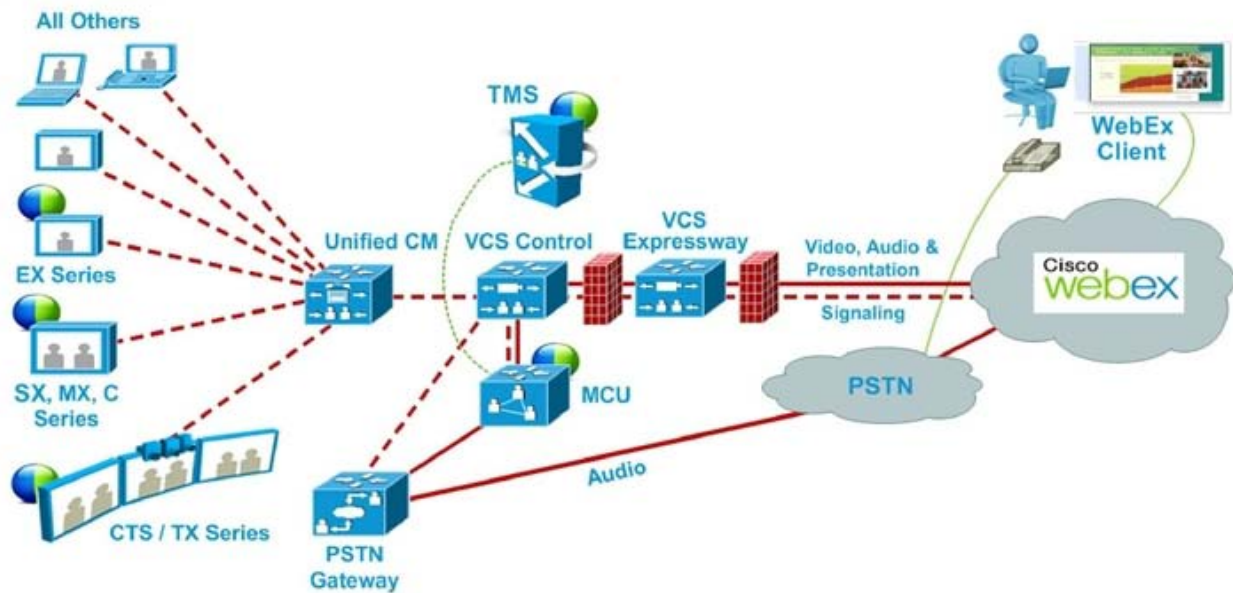 All Others
TMS
WebEx
Client
VCS
Expressway
Unified CM
VCS Control
Video, Audio &
Presentation
EX Series
Cisco
webex
Signaling
SX, MX, C
Series
MCU
PSTN
Audio
CTS / TX Series
PSTN
Gateway